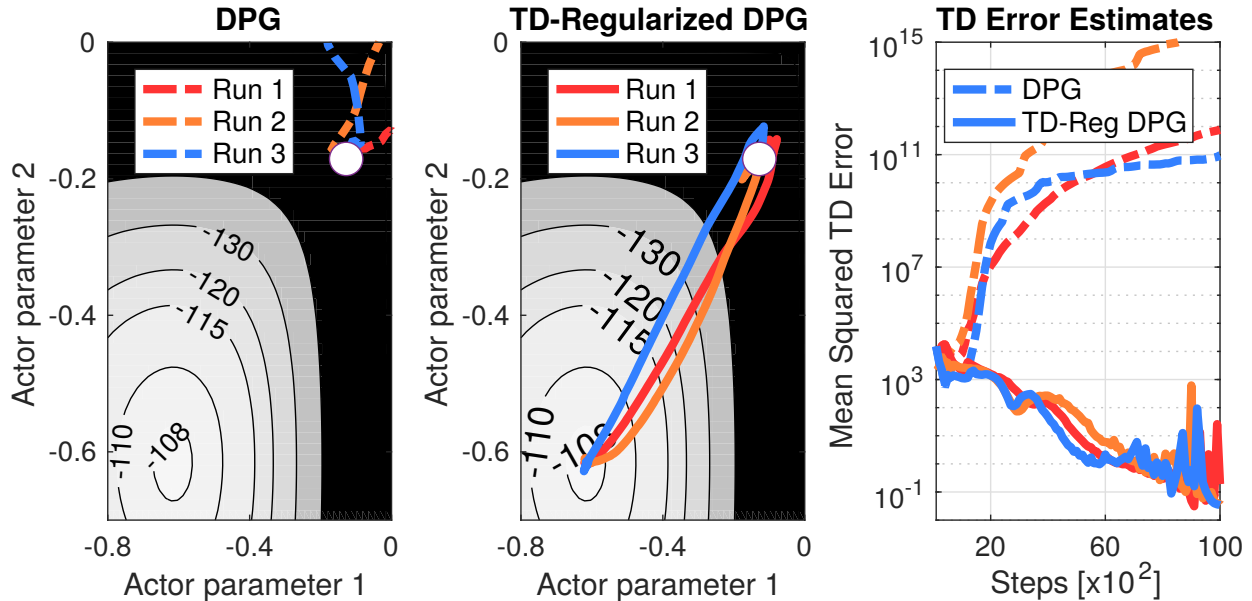 DPG
TD-Regularized DPG
TD Error Estimates
Run 1
Run 2
Run 3
-130
-120
-115
-110
-108
0
-0.2
-0.4
-0.6
-0.8
-0.4
0
Actor parameter 1
Actor parameter 2
Run 1
Run 2
Run 3
-130
-120
-115
-110
-108
0
-0.2
-0.4
-0.6
-0.8
-0.4
0
Actor parameter 1
Actor parameter 2
DPG
TD-Reg DPG
10^15
10^11
10^7
10^3
10^-1
20
60
100
Steps [x10^2]
Mean Squared TD Error